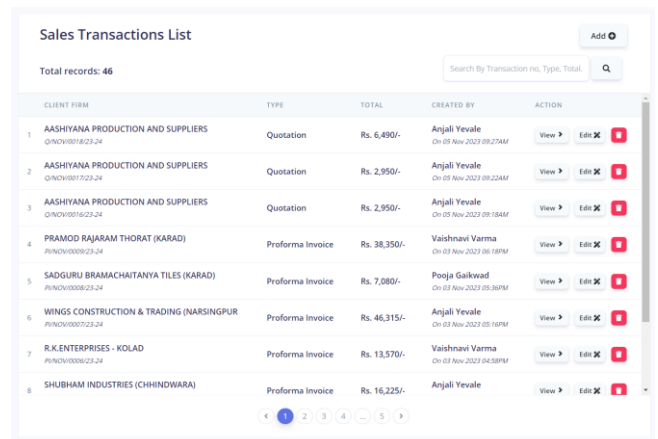 Sales Transactions List
Add
Total records: 46
Search By Transaction no, Type, Total.
CLIENT FIRM TYPE TOTAL CREATED BY ACTION
1 AASHIYANA PRODUCTION AND SUPPLIERS Quotation Rs. 6,490/- Anjali Yevale View Edit
Q/NOV/0018/23-24 On 05 Nov 2023 09:27AM
2 AASHIYANA PRODUCTION AND SUPPLIERS Quotation Rs. 2,950/- Anjali Yevale View Edit
Q/NOV/0017/23-24 On 05 Nov 2023 09:22AM
3 AASHIYANA PRODUCTION AND SUPPLIERS Quotation Rs. 2,950/- Anjali Yevale View Edit
Q/NOV/0016/23-24 On 05 Nov 2023 09:18AM
4 PRAMOD RAJARAM THORAT (KARAD) Proforma Invoice Rs. 38,350/- Vaishnavi Varma View Edit
PI/NOV/0009/23-24 On 03 Nov 2023 06:18PM
5 SADGURU BRAMACHAITANYA TILES (KARAD) Proforma Invoice Rs. 7,080/- Pooja Gaikwad View Edit
PI/NOV/0008/23-24 On 03 Nov 2023 05:36PM
6 WINGS CONSTRUCTION & TRADING (NARSINGPUR Proforma Invoice Rs. 46,315/- Anjali Yevale View Edit
PI/NOV/0007/23-24 On 03 Nov 2023 05:16PM
7 R.K.ENTERPRISES - KOLAD Proforma Invoice Rs. 13,570/- Vaishnavi Varma View Edit
PI/NOV/0006/23-24 On 03 Nov 2023 04:58PM
8 SHUBHAM INDUSTRIES (CHHINDWARA) Proforma Invoice Rs. 16,225/- Anjali Yevale View Edit
1 2 3 4 ... 5